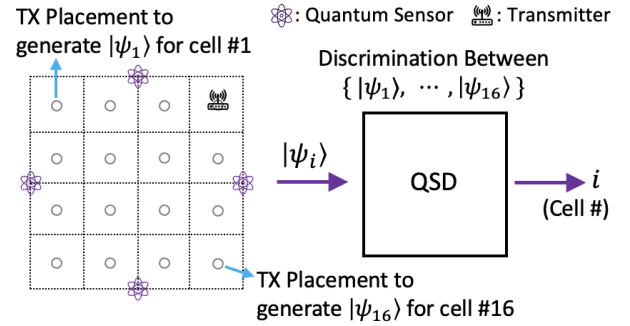 TX Placement to
generate |ψ₁⟩ for cell #1
: Quantum Sensor
: Transmitter
Discrimination Between
{ |ψ₁⟩, ⋯ , |ψ₁₆⟩ }
|ψᵢ⟩
QSD
i
(Cell #)
TX Placement to
generate |ψ₁₆⟩ for cell #16